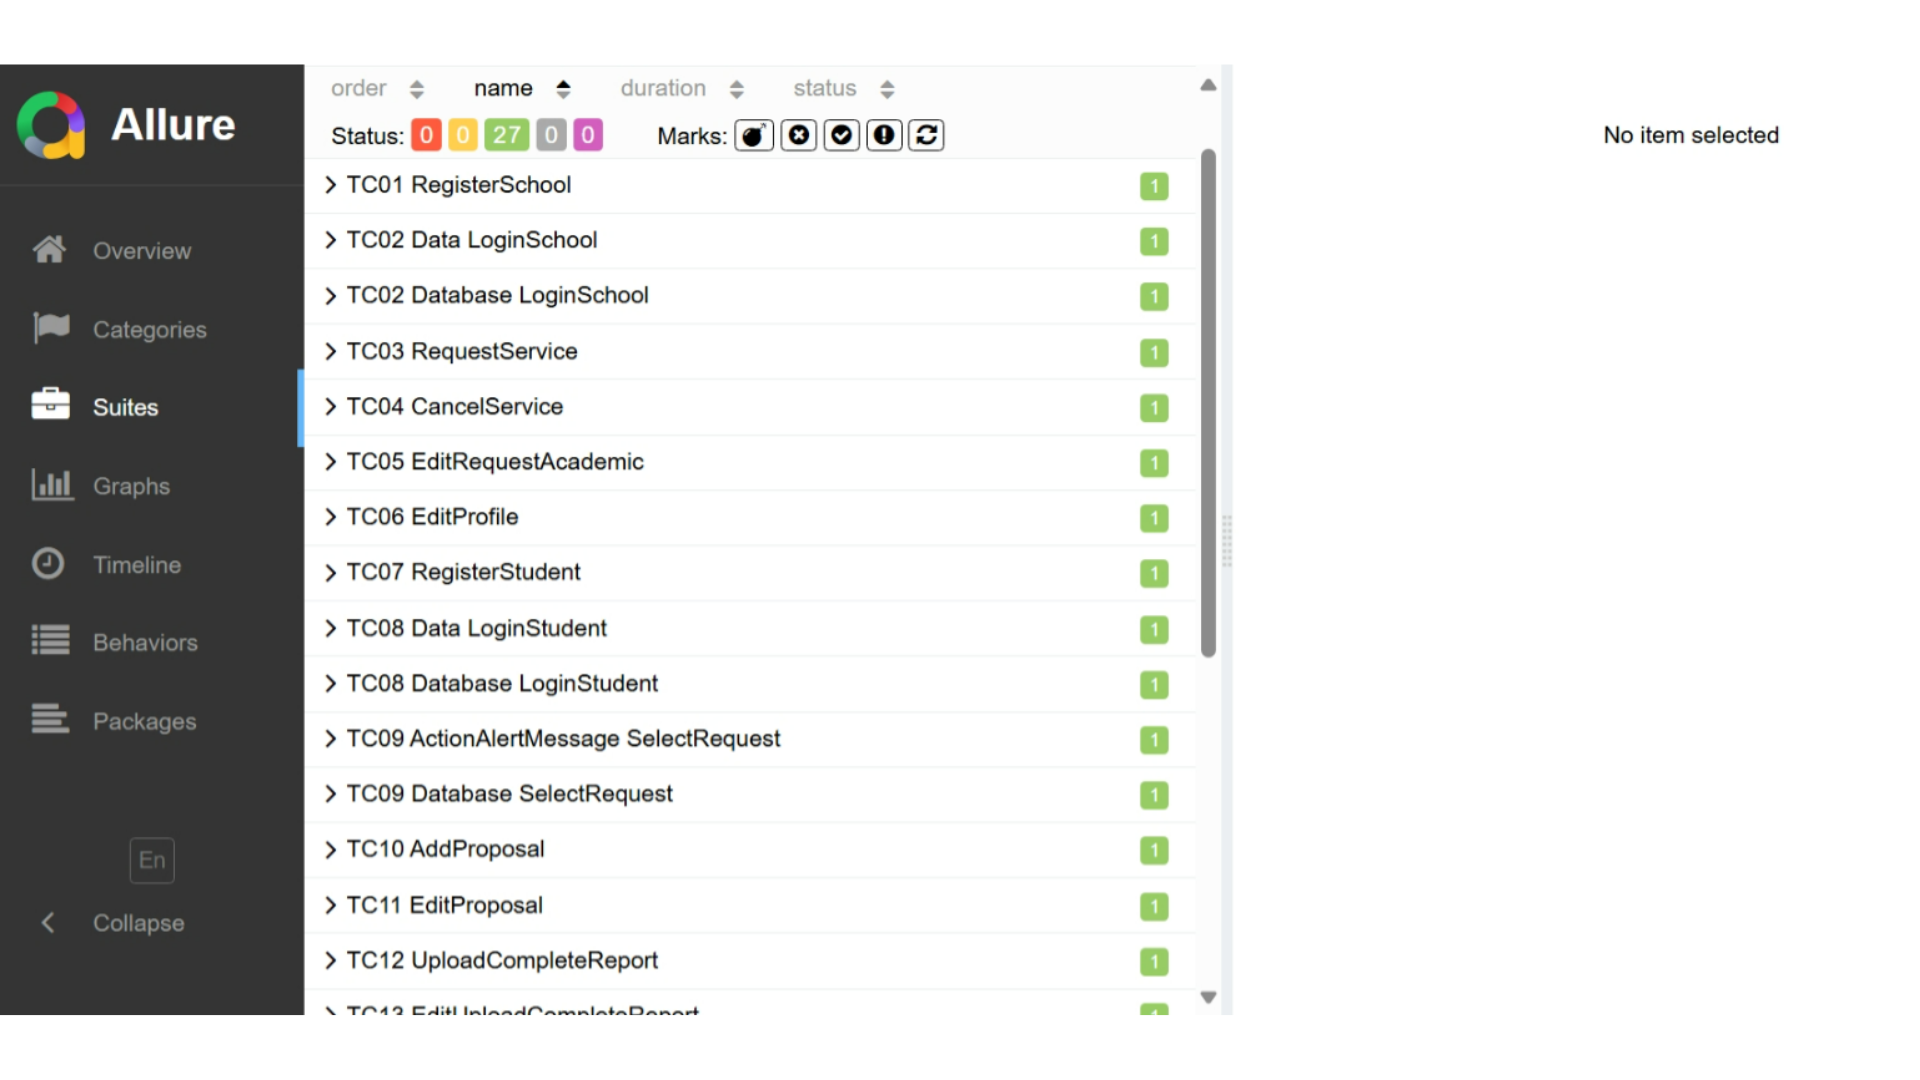 Allure
Overview
Categories
Suites
Graphs
Timeline
Behaviors
Packages
En
Collapse
order name duration status
Status: 0 0 27 0 0 Marks:
TC01 RegisterSchool 1
TC02 Data LoginSchool 1
TC02 Database LoginSchool 1
TC03 RequestService 1
TC04 CancelService 1
TC05 EditRequestAcademic 1
TC06 EditProfile 1
TC07 RegisterStudent 1
TC08 Data LoginStudent 1
TC08 Database LoginStudent 1
TC09 ActionAlertMessage SelectRequest 1
TC09 Database SelectRequest 1
TC10 AddProposal 1
TC11 EditProposal 1
TC12 UploadCompleteReport 1
TC13 EditUploadCompleteReport 1
No item selected